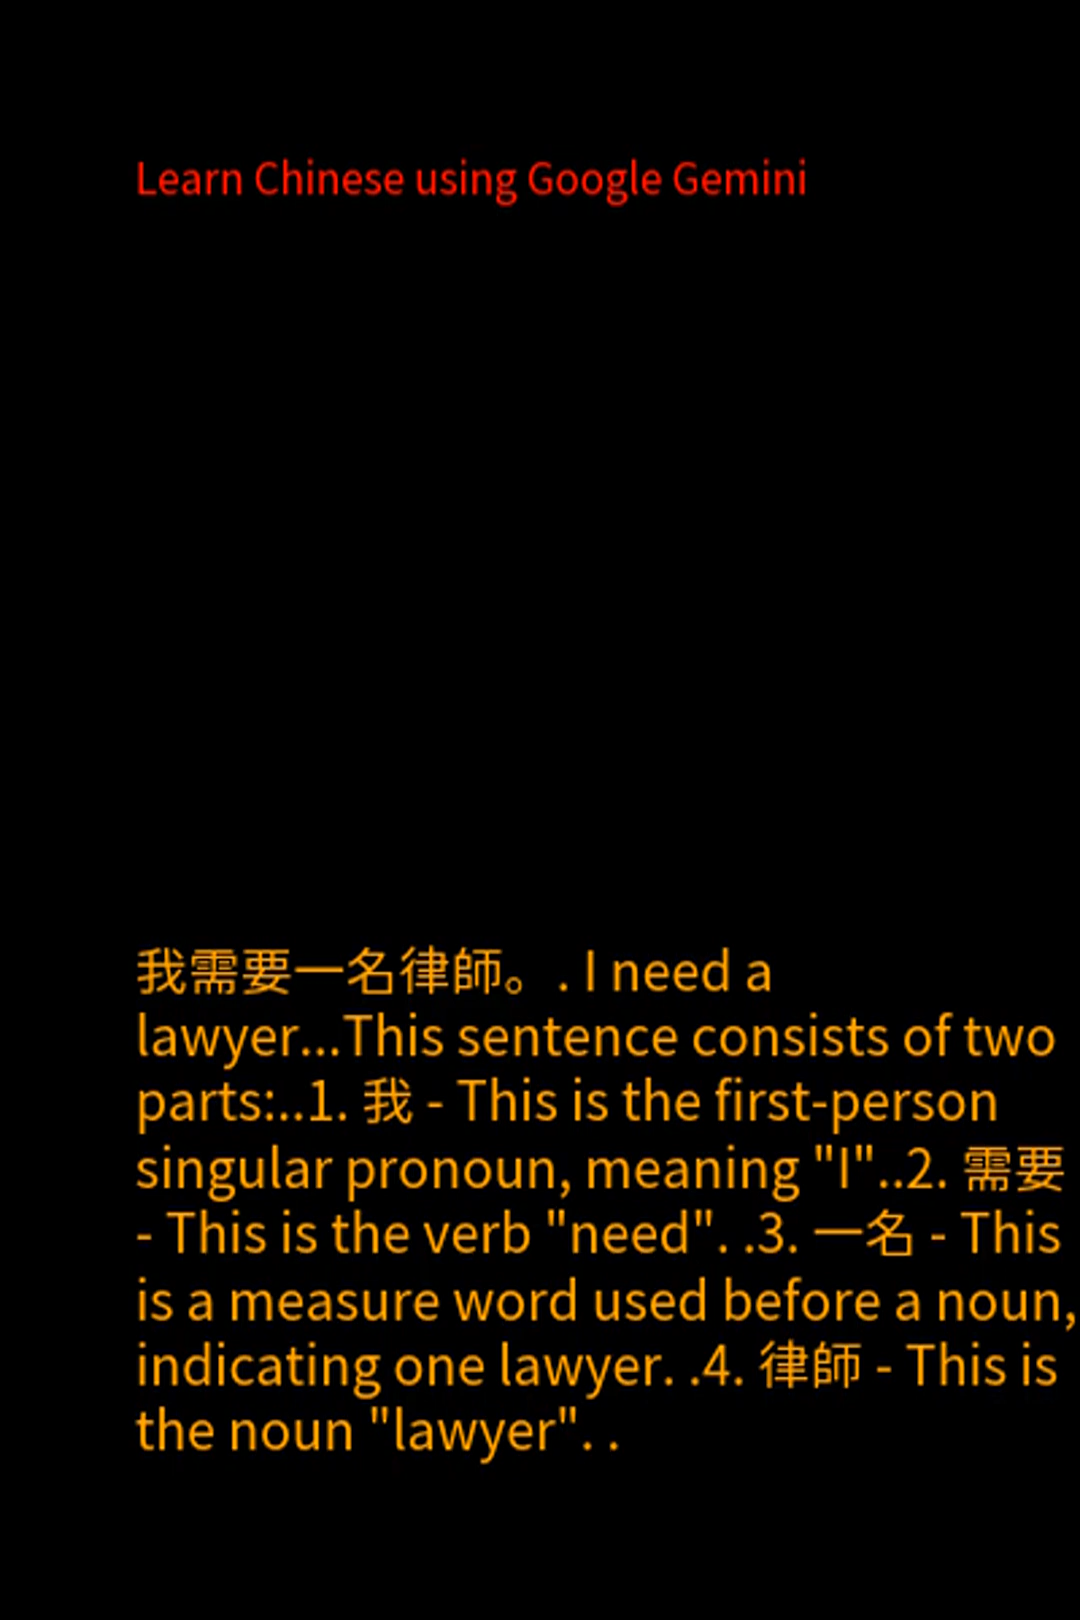 Learn Chinese using Google Gemini
我需要一名律師。. I need a
lawyer...This sentence consists of two
parts:..1. 我 - This is the first-person
singular pronoun, meaning "I"..2. 需要
- This is the verb "need". .3. 一名 - This
is a measure word used before a noun,
indicating one lawyer. .4. 律師 - This is
the noun "lawyer". .